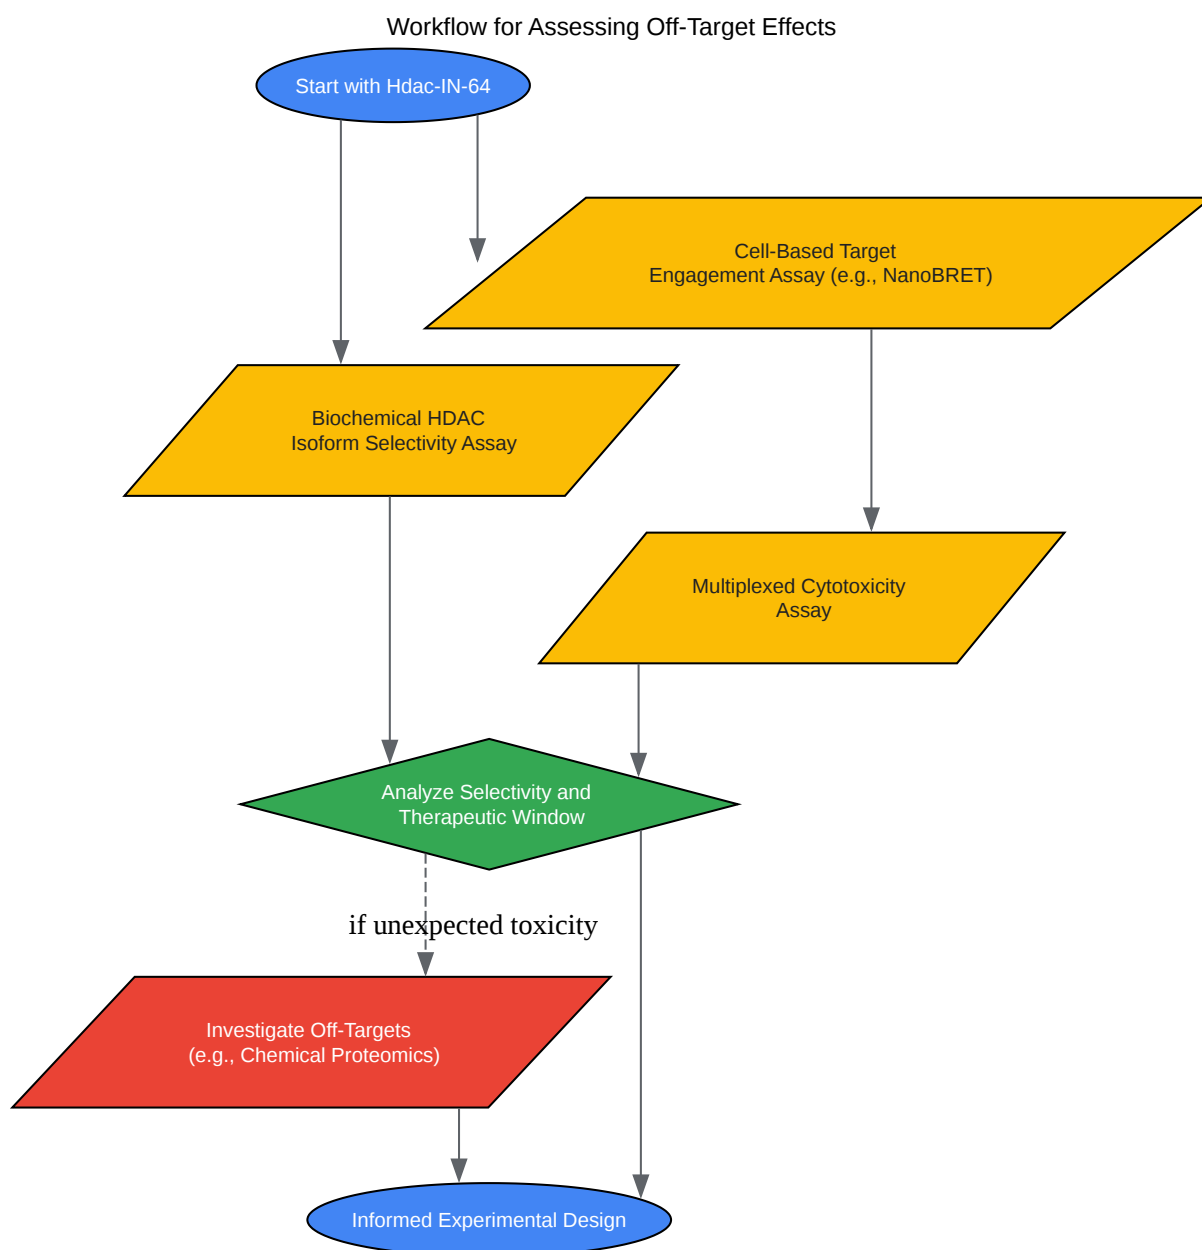 Workflow for Assessing Off-Target Effects
Start with Hdac-IN-64
Cell-Based Target
Engagement Assay (e.g., NanoBRET)
Biochemical HDAC
Isoform Selectivity Assay
Multiplexed Cytotoxicity
Assay
Analyze Selectivity and
Therapeutic Window
if unexpected toxicity
Investigate Off-Targets
(e.g., Chemical Proteomics)
Informed Experimental Design